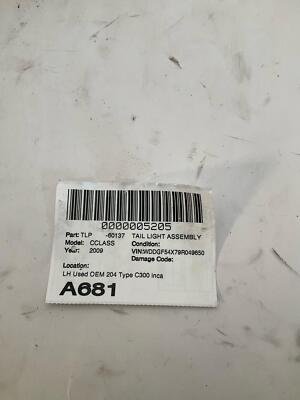 0000005205
Part: TLP -60137 TAIL LIGHT ASSEMBLY
Model: CCLASS Condition:
Year: 2009 VIN:WDDGF54X79R049650
Damage Code:
Location:
LH Used OEM 204 Type C300 inca
A681